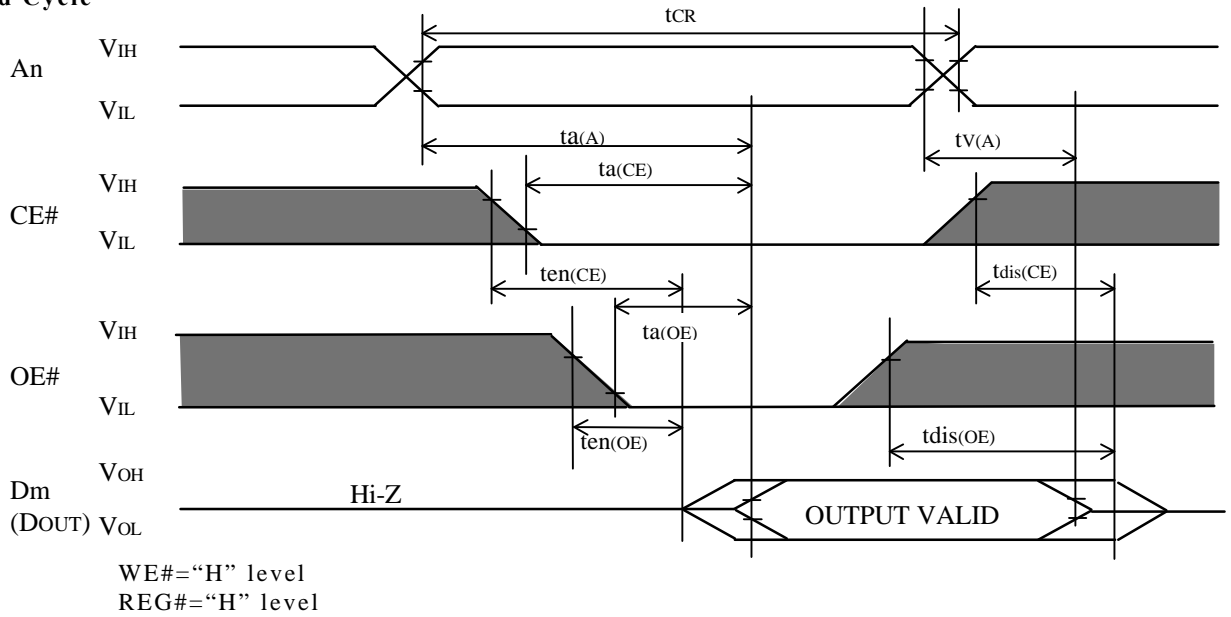 Cycle
tCR
An VIH
VIL
ta(A)
tV(A)
ta(CE)
CE# VIH
VIL
ten(CE)
tdis(CE)
ta(OE)
OE# VIH
VIL
ten(OE)
tdis(OE)
Dm VOH
Hi-Z
OUTPUT VALID
(DOUT) VOL
WE#=“H” level
REG#=“H” level